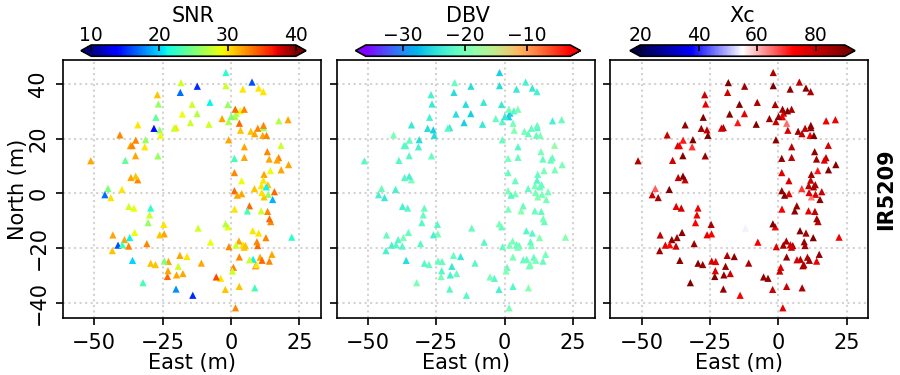 SNR DBV Xc
10 20 30 40 −30 −20 −10 20 40 60 80
North (m)
40
20
0
−20
−40
−50 −25 0 25 −50 −25 0 25 −50 −25 0 25
East (m) East (m) East (m)
IR5209